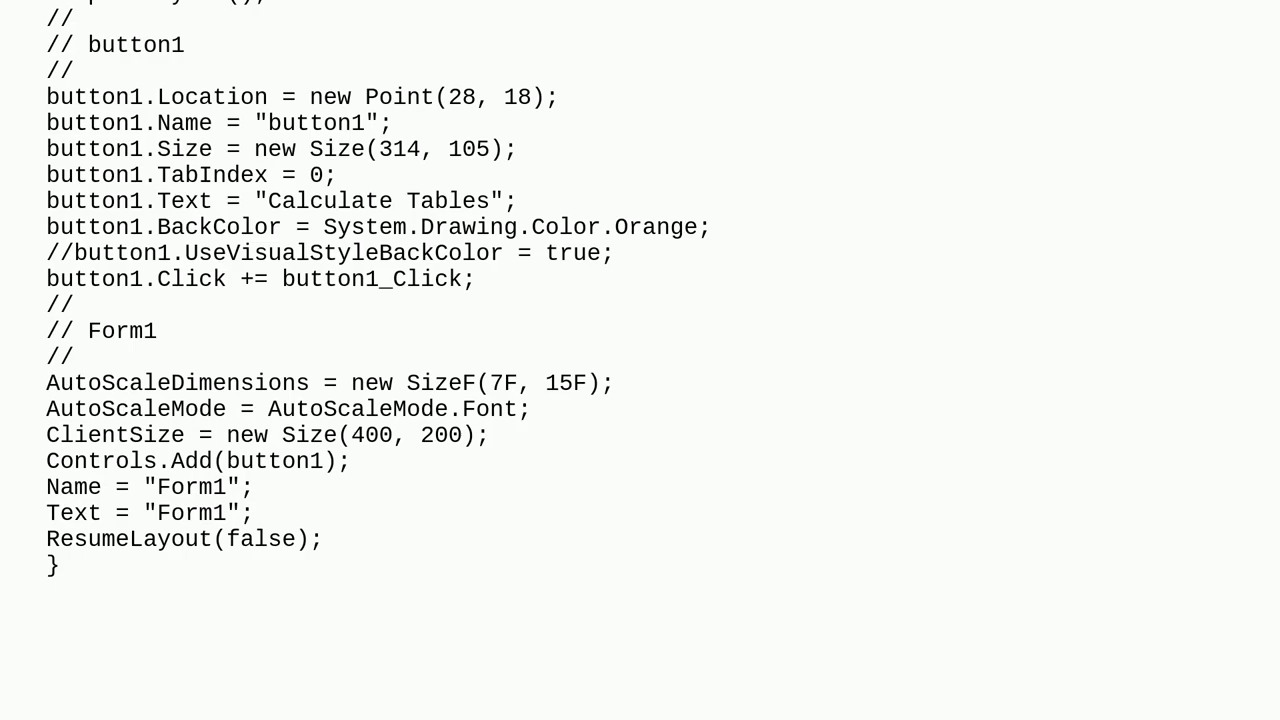 //
// button1
//
button1.Location = new Point(28, 18);
button1.Name = "button1";
button1.Size = new Size(314, 105);
button1.TabIndex = 0;
button1.Text = "Calculate Tables";
button1.BackColor = System.Drawing.Color.Orange;
//button1.UseVisualStyleBackColor = true;
button1.Click += button1_Click;
//
// Form1
//
AutoScaleDimensions = new SizeF(7F, 15F);
AutoScaleMode = AutoScaleMode.Font;
ClientSize = new Size(400, 200);
Controls.Add(button1);
Name = "Form1";
Text = "Form1";
ResumeLayout(false);
}